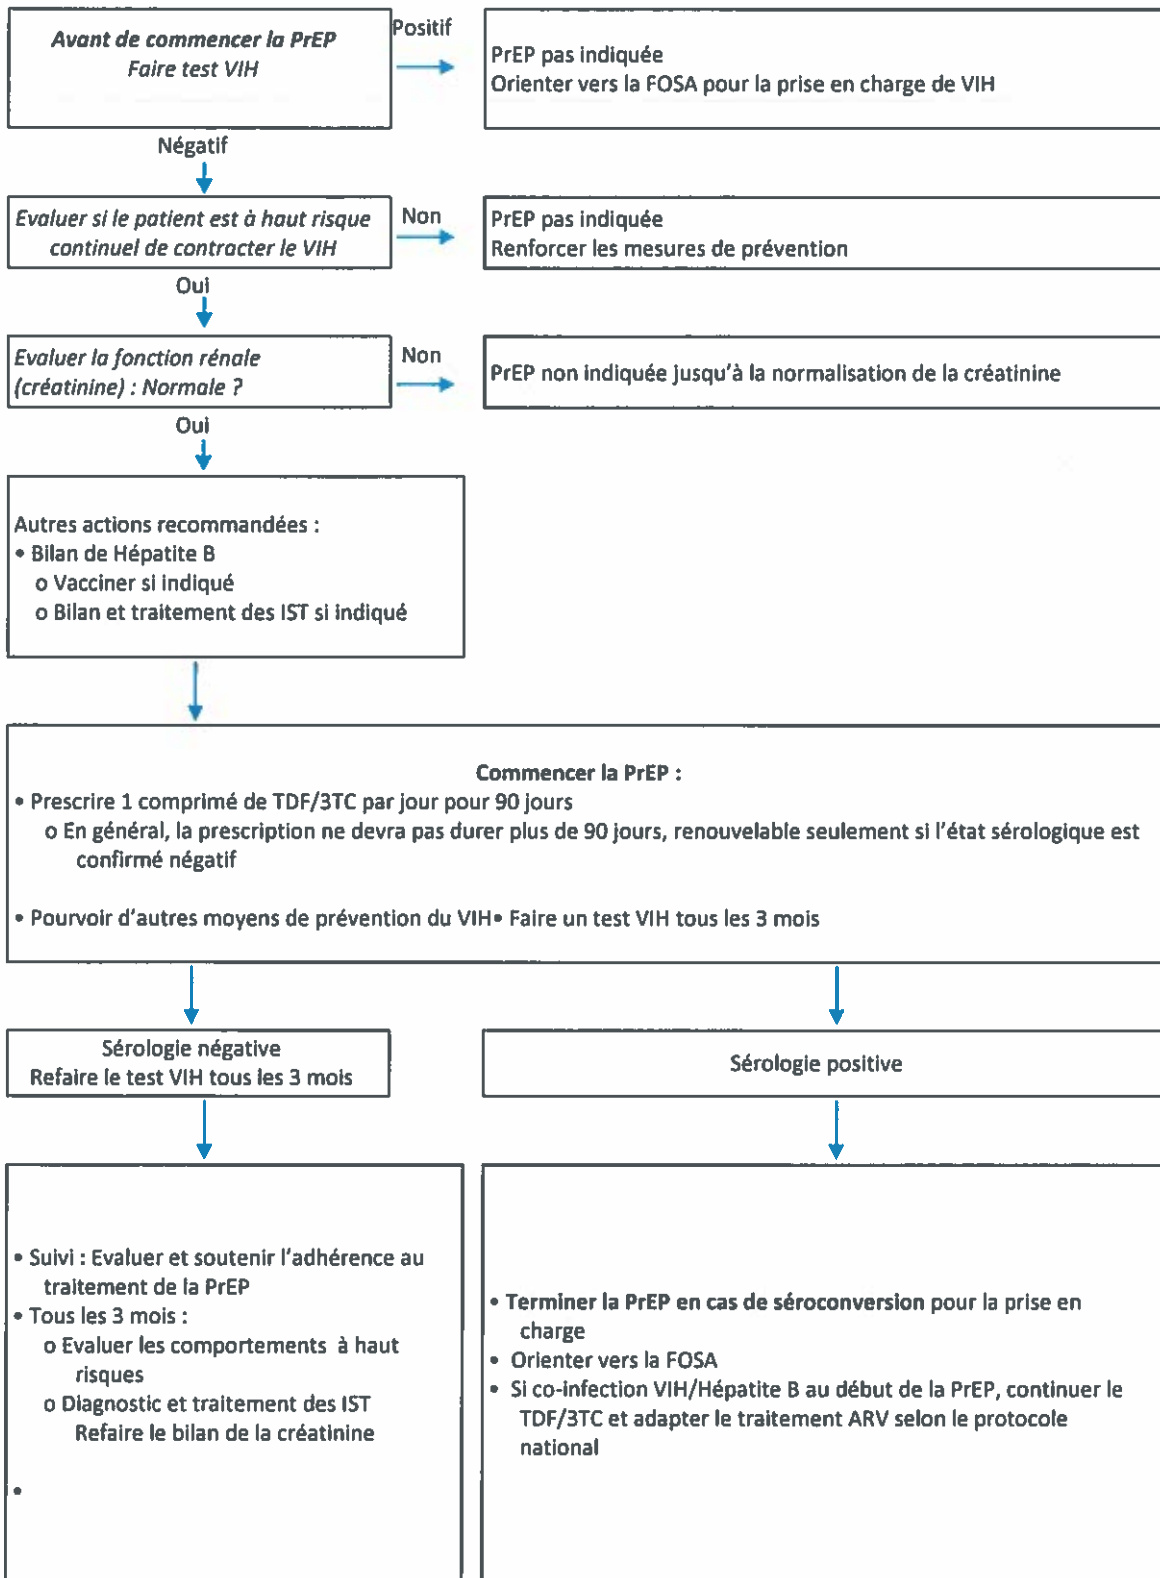 Avant de commencer la PrEP
Faire test VIH
Positif
PrEP pas indiquée
Orienter vers la FOSA pour la prise en charge de VIH
Négatif
Evaluer si le patient est à haut risque
continuel de contracter le VIH
Non
PrEP pas indiquée
Renforcer les mesures de prévention
Oui
Evaluer la fonction rénale
(créatinine) : Normale ?
Non
PrEP non indiquée jusqu'à la normalisation de la créatinine
Oui
Autres actions recommandées :
• Bilan de Hépatite B
o Vacciner si indiqué
o Bilan et traitement des IST si indiqué
Commencer la PrEP :
• Prescrire 1 comprimé de TDF/3TC par jour pour 90 jours
o En général, la prescription ne devra pas durer plus de 90 jours, renouvelable seulement si l'état sérologique est
confirmé négatif
• Pourvoir d'autres moyens de prévention du VIH• Faire un test VIH tous les 3 mois
Sérologie négative
Refaire le test VIH tous les 3 mois
Sérologie positive
• Suivi : Evaluer et soutenir l'adhérence au
traitement de la PrEP
• Tous les 3 mois :
o Evaluer les comportements à haut
risques
o Diagnostic et traitement des IST
Refaire le bilan de la créatinine
•
• Terminer la PrEP en cas de séroconversion pour la prise en
charge
• Orienter vers la FOSA
• Si co-infection VIH/Hépatite B au début de la PrEP, continuer le
TDF/3TC et adapter le traitement ARV selon le protocole
national